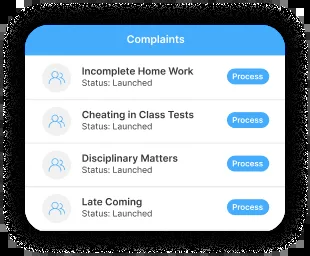 Complaints
Incomplete Home Work
Status: Launched
Process
Cheating in Class Tests
Status: Launched
Process
Disciplinary Matters
Status: Launched
Process
Late Coming
Status: Launched
Process